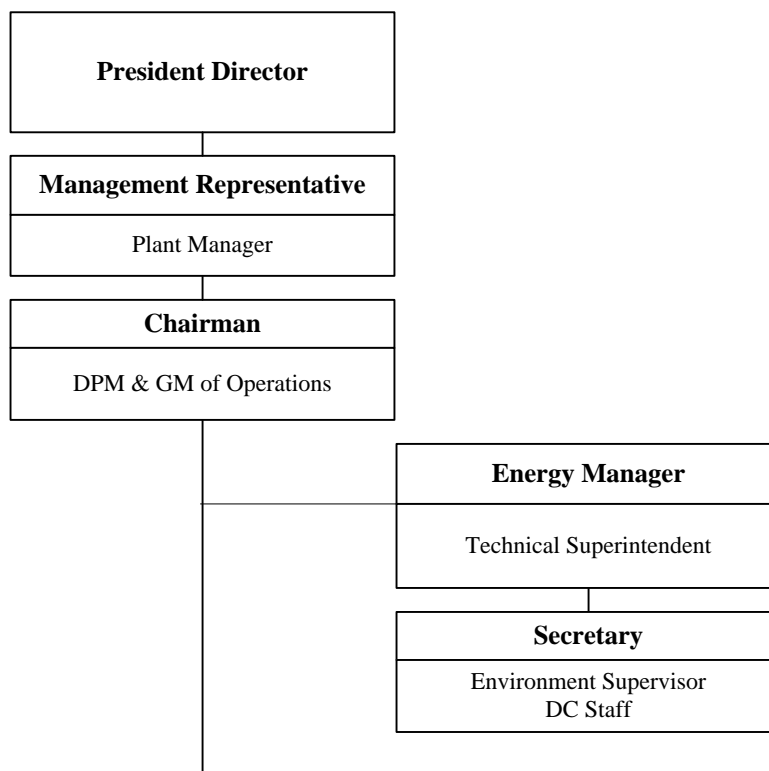 President Director
Management Representative
Plant Manager
Chairman
DPM & GM of Operations
Energy Manager
Technical Superintendent
Secretary
Environment Supervisor
DC Staff